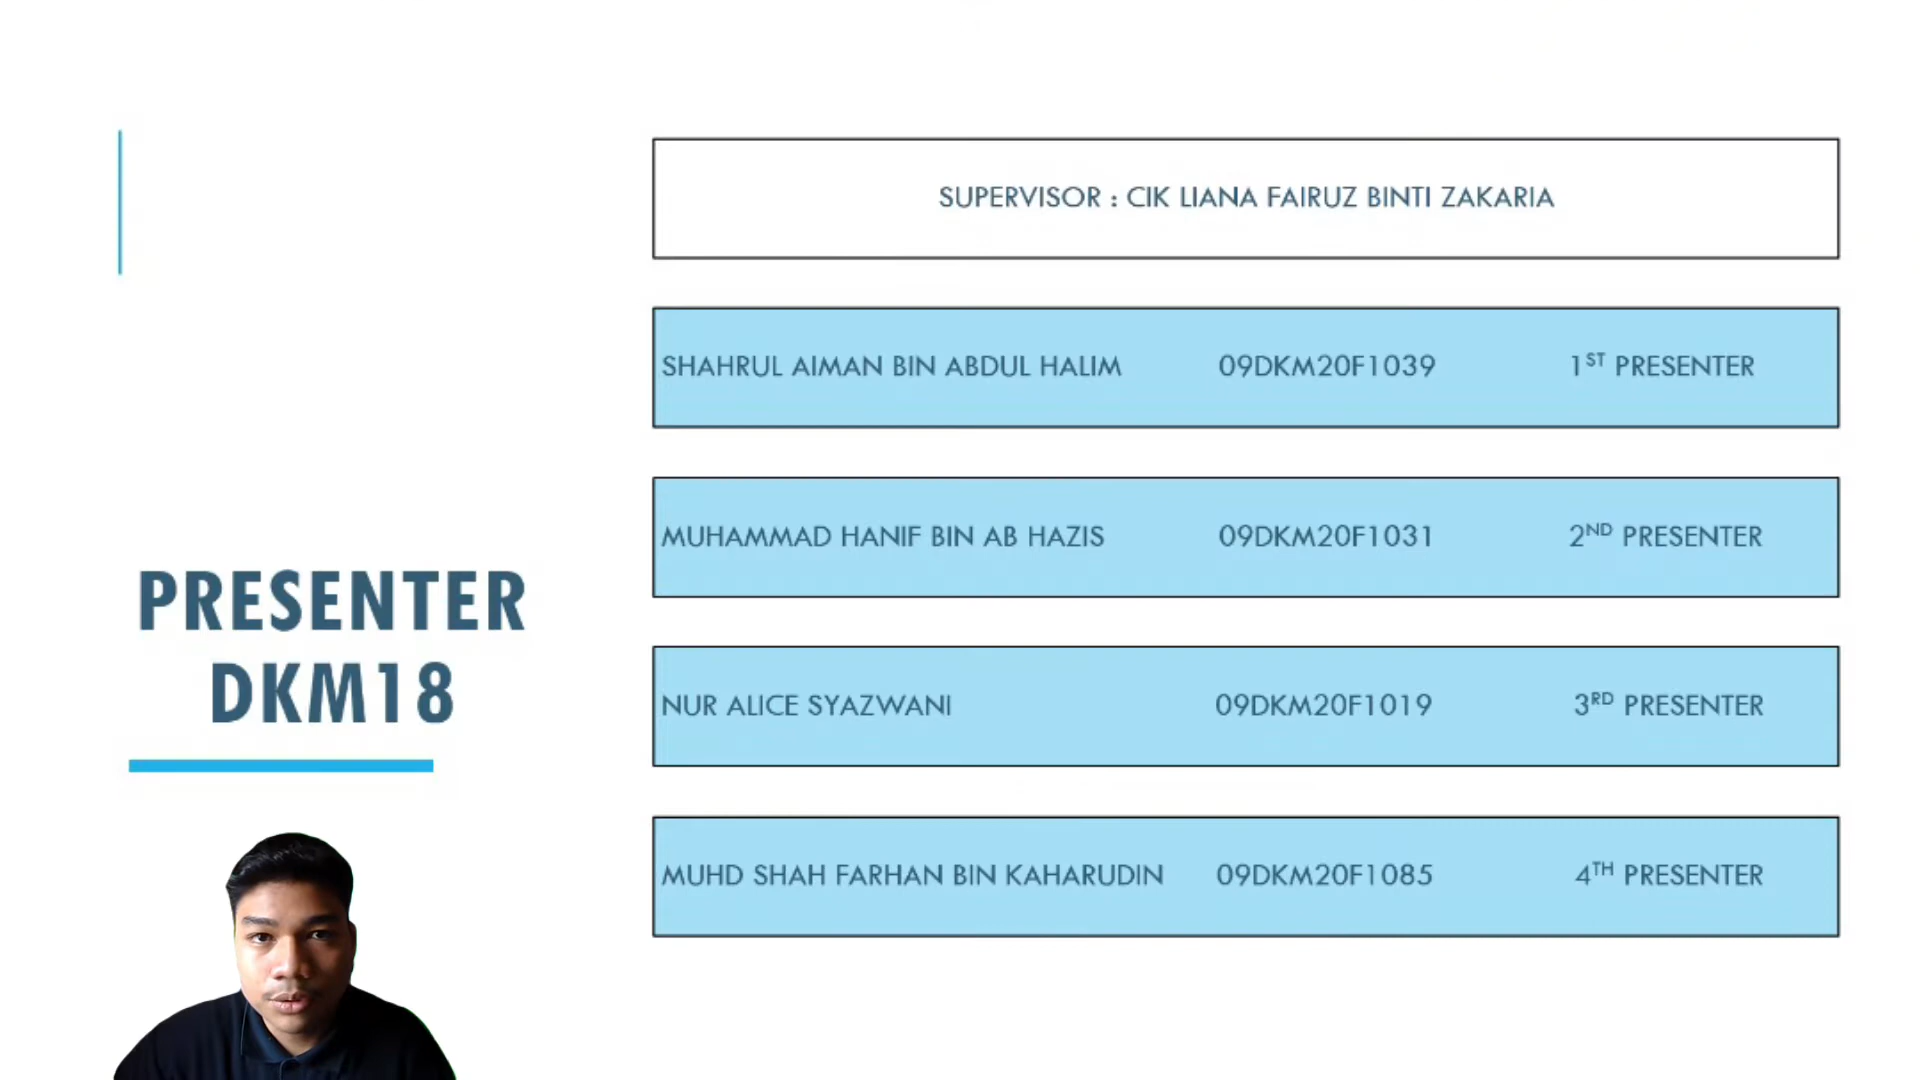 PRESENTER
DKM18
SUPERVISOR : CIK LIANA FAIRUZ BINTI ZAKARIA
SHAHRUL AIMAN BIN ABDUL HALIM 09DKM20F1039 1ST PRESENTER
MUHAMMAD HANIF BIN AB HAZIS 09DKM20F1031 2ND PRESENTER
NUR ALICE SYAZWANI 09DKM20F1019 3RD PRESENTER
MUHD SHAH FARHAN BIN KAHARUDIN 09DKM20F1085 4TH PRESENTER